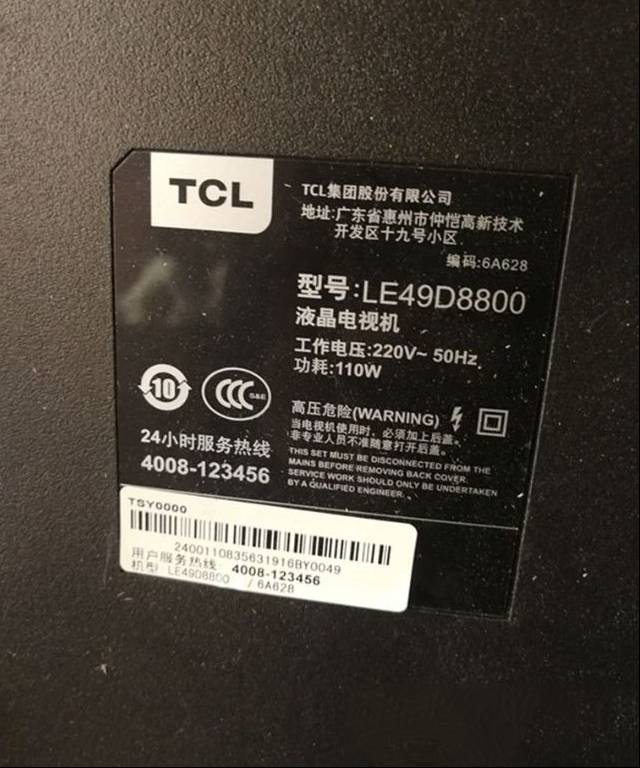 TCL
TCL集团股份有限公司
地址:广东省惠州市仲恺高新技术
开发区十九号小区
编码:6A628
型号:LE49D8800
液晶电视机
工作电压:220V~ 50Hz
功耗:110W
10
CCC S&E
高压危险(WARNING)
当电视机使用时，必须加上后盖。
非专业人员不准随意打开后盖。
THIS SET MUST BE DISCONNECTED FROM THE
MAINS BEFORE REMOVING BACK COVER.
SERVICE WORK SHOULD ONLY BE UNDERTAKEN
BY A QUALIFIED ENGINEER.
24小时服务热线
4008-123456
TSY0000
2400110835631916BY0049
用户服务热线: 4008-123456
机型 LE49D8800 / 6A628